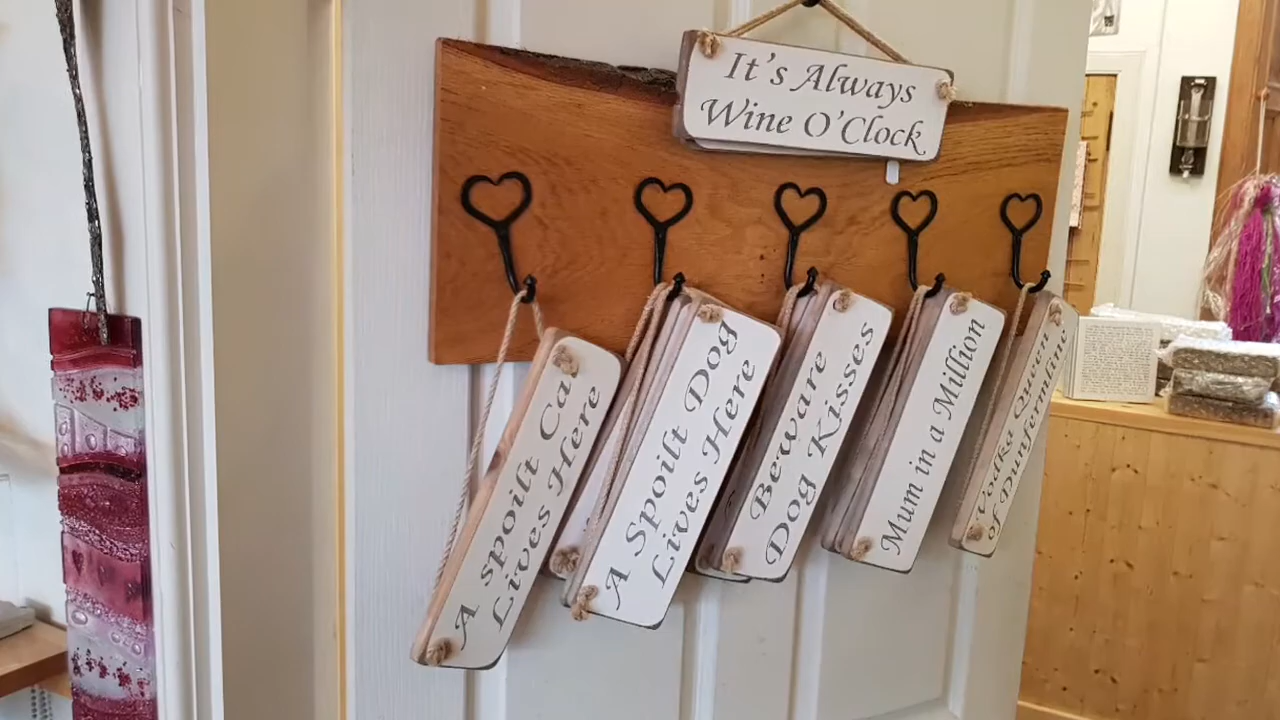 It's Always
Wine O'Clock
A spoilt Ca
Lives Here
A Spoilt Dog
Lives Here
Beware
Dog Kisses
Mum in a Million
Vodka Queen
of Dunfermline